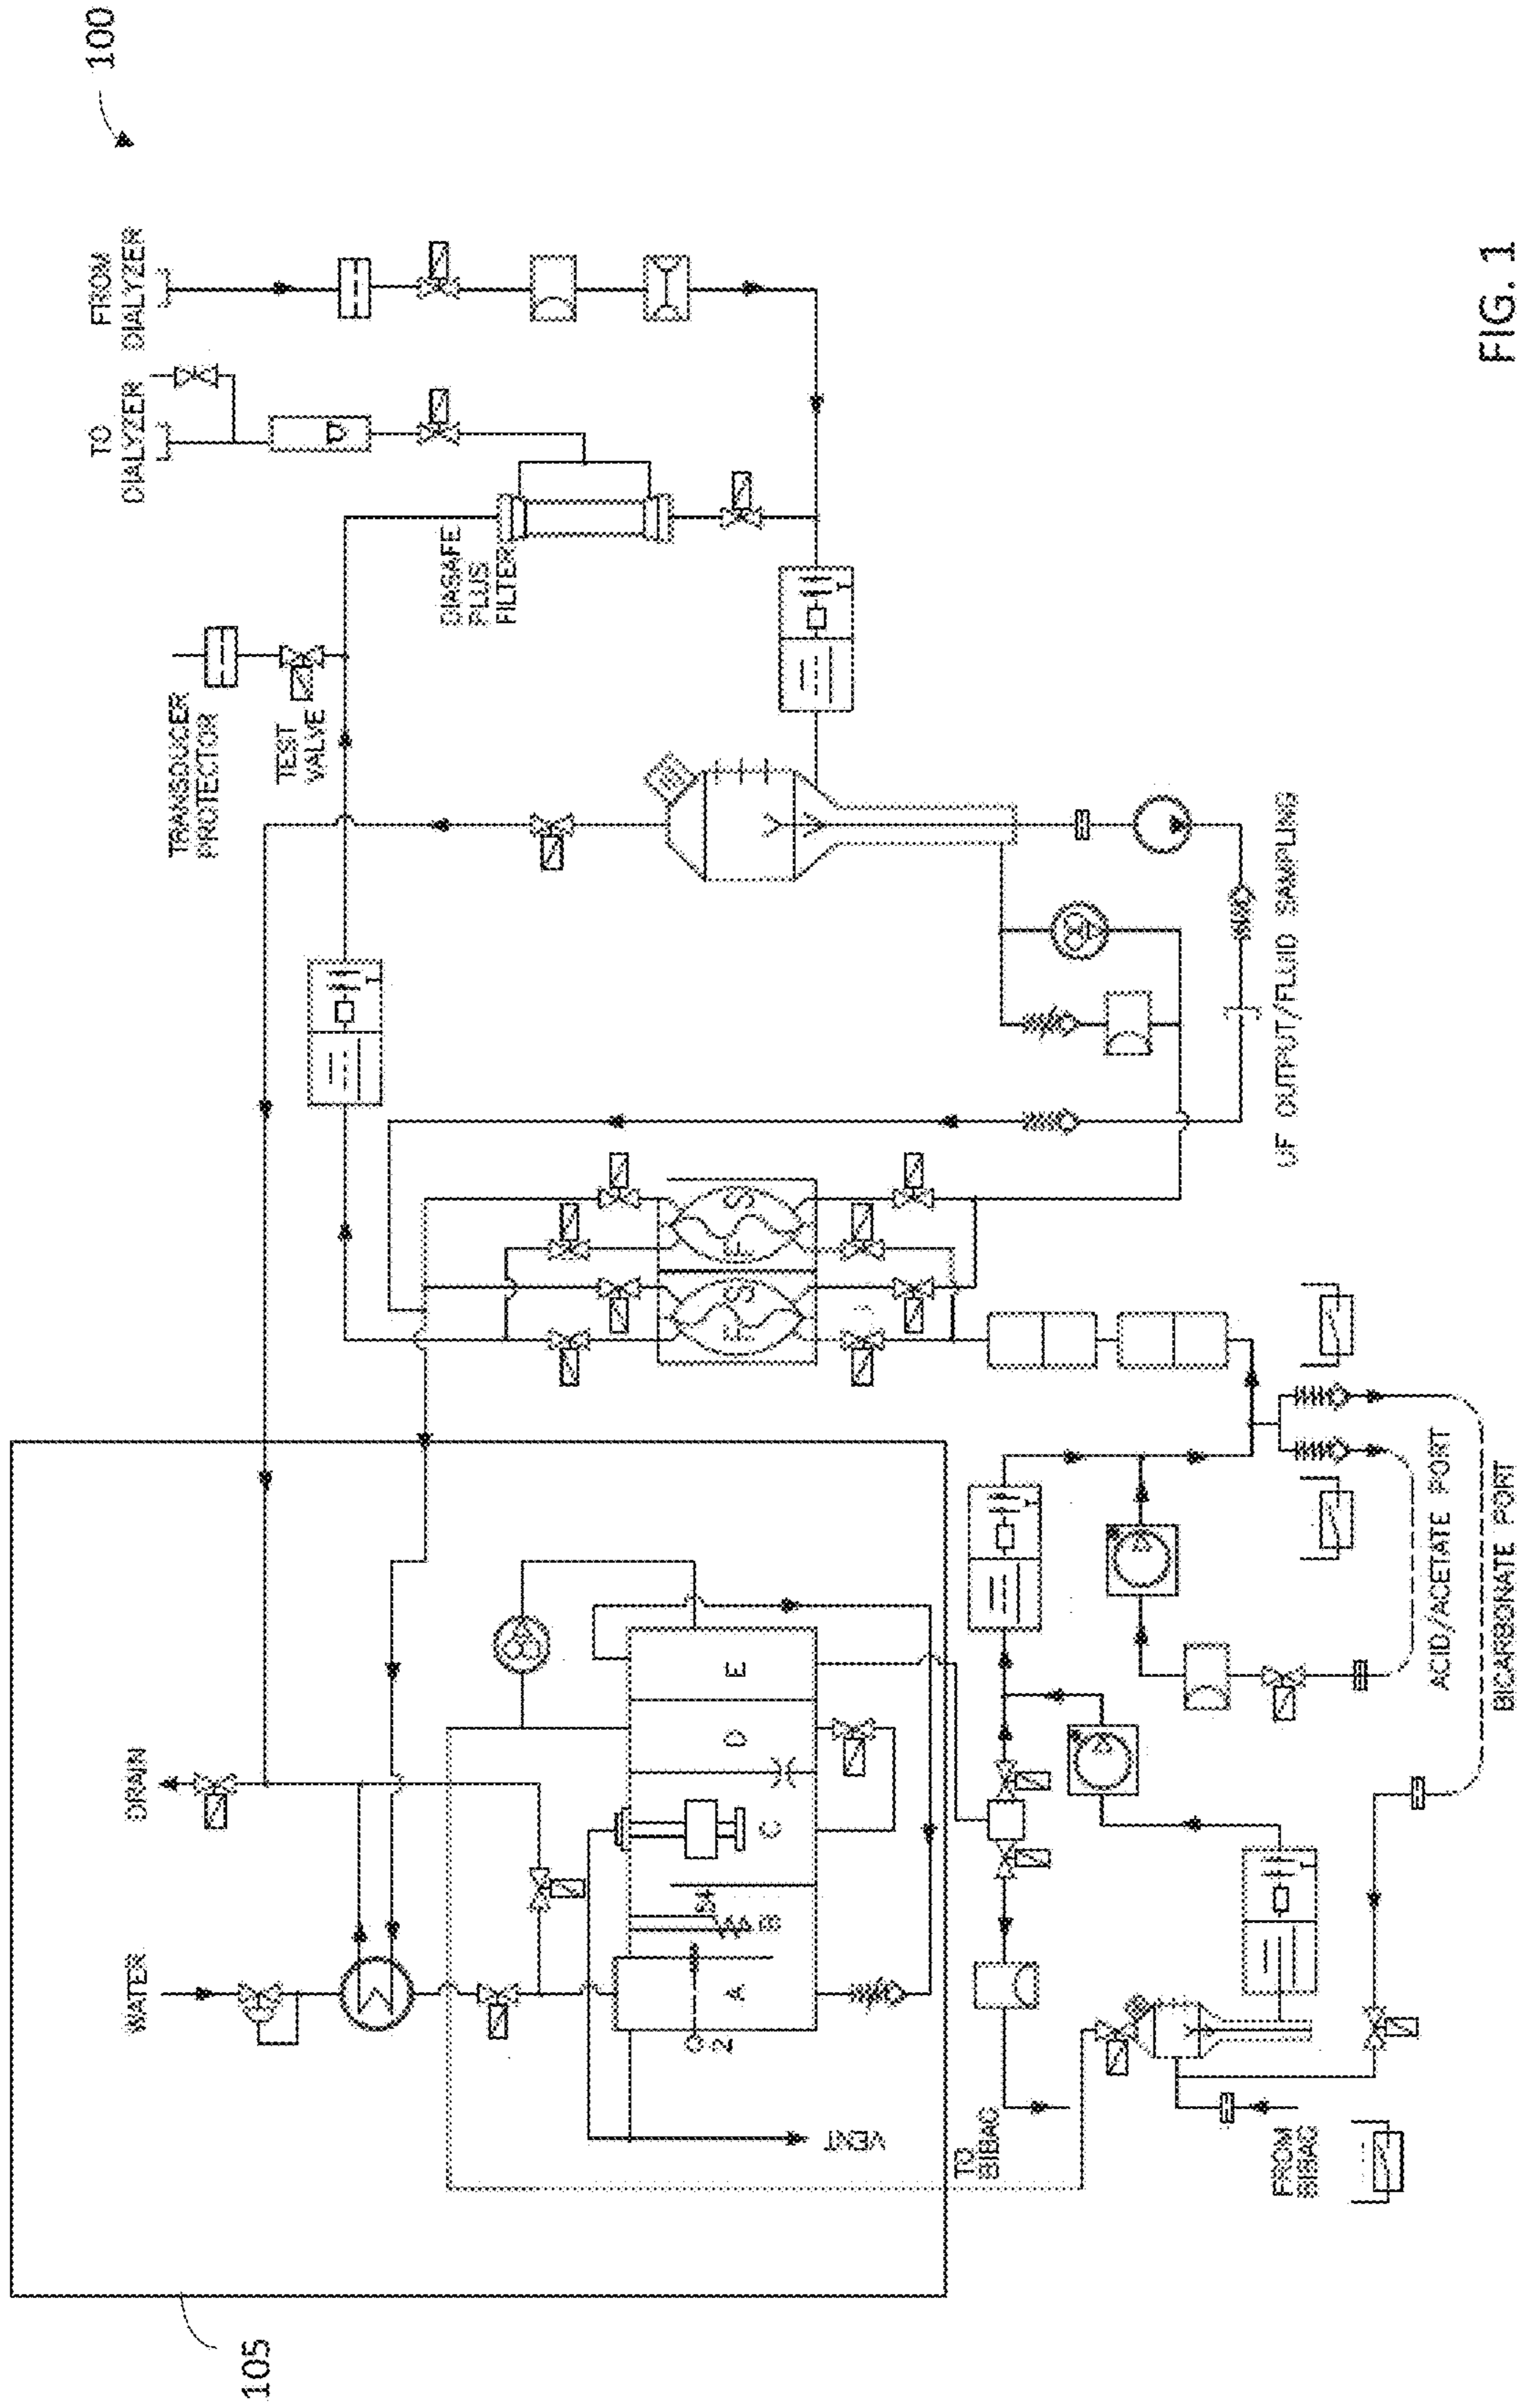 100
FROM
DIALYZER
TO
DIALYZER
TRANSDUCER
PROTECTOR
TEST
VALVE
DIASAFE
PLUS
FILTER
DRAIN
WATER
F
S
F
S
A
B
C
D
E
2
VENT
105
TO
BIBAG
FROM
BIBAG
ACID/ACETATE PORT
BICARBONATE PORT
UF OUTPUT/FLUID SAMPLING
FIG. 1